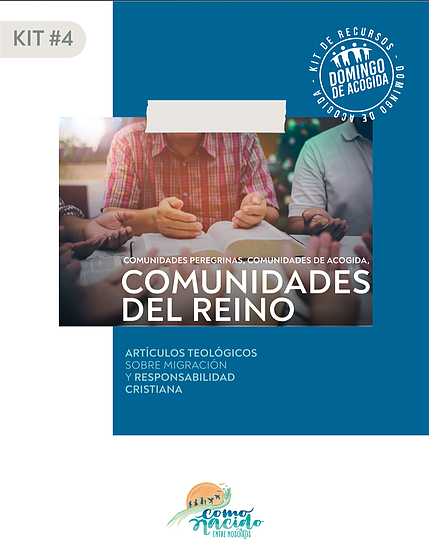 KIT #4
KIT DE RECURSOS - DOMINGO DE ACOGIDA -
DOMINGO
DE ACOGIDA
COMUNIDADES PEREGRINAS, COMUNIDADES DE ACOGIDA,
COMUNIDADES
DEL REINO
ARTÍCULOS TEOLÓGICOS
SOBRE MIGRACIÓN
Y RESPONSABILIDAD
CRISTIANA
como
Nacido
ENTRE NOSOTROS